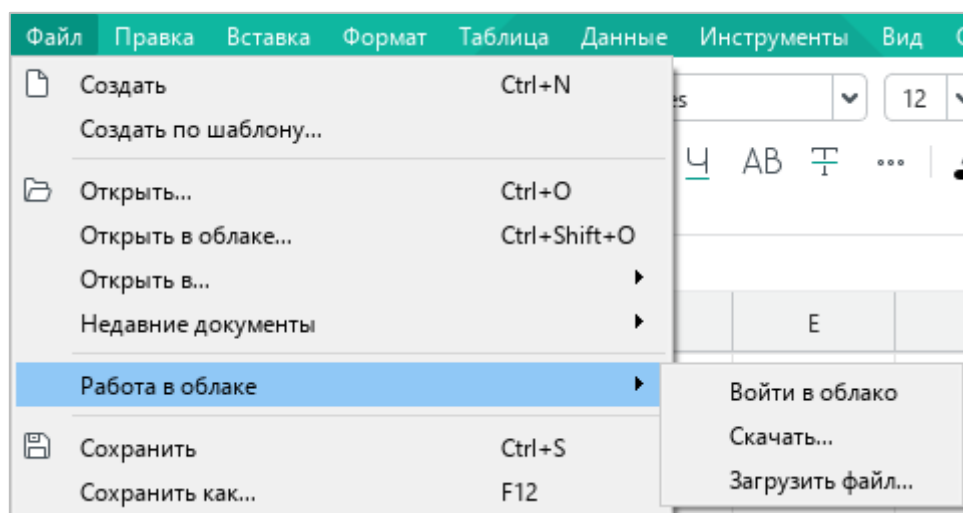 Файл Правка Вставка Формат Таблица Данные Инструменты Вид
Создать Ctrl+N
es 12
Создать по шаблону...
Ч АВ Т
Открыть... Ctrl+O
Открыть в облаке... Ctrl+Shift+O
Открыть в...
Недавние документы
E
Работа в облаке
Войти в облако
Скачать...
Сохранить Ctrl+S
Загрузить файл...
Сохранить как... F12